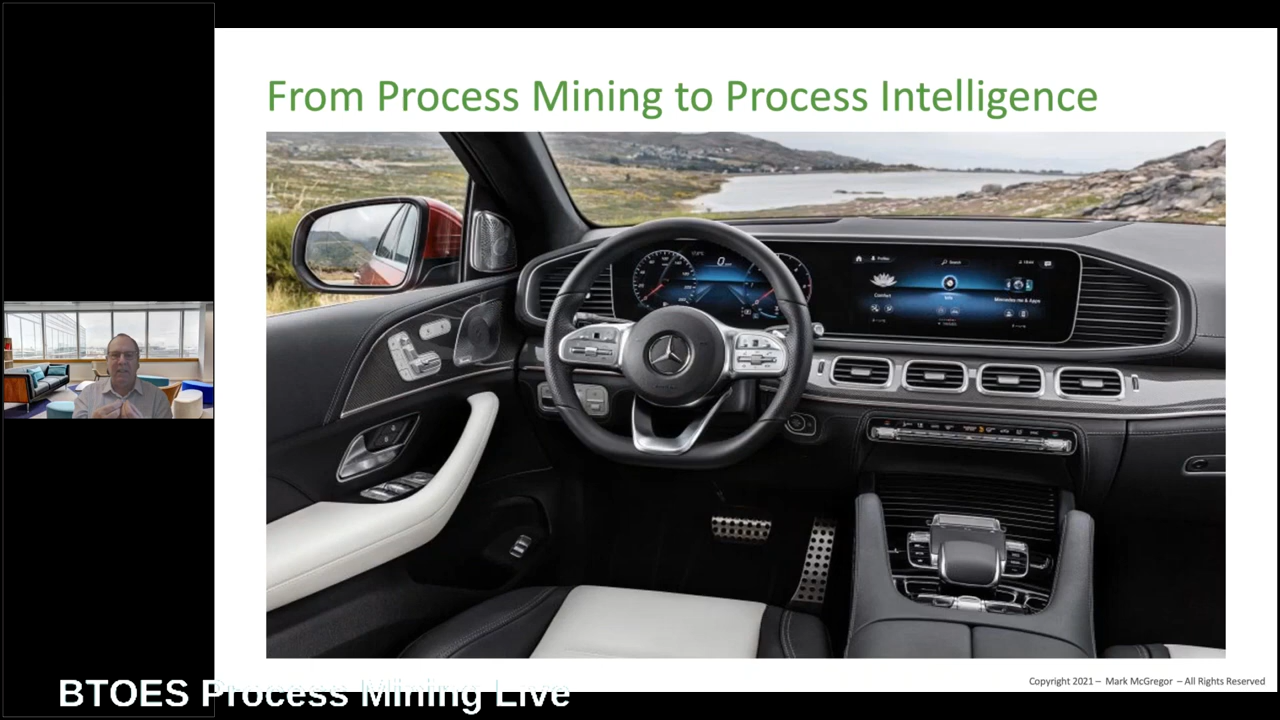 From Process Mining to Process Intelligence
Copyright 2021 – Mark McGregor – All Rights Reserved
BTOES Process Mining Live